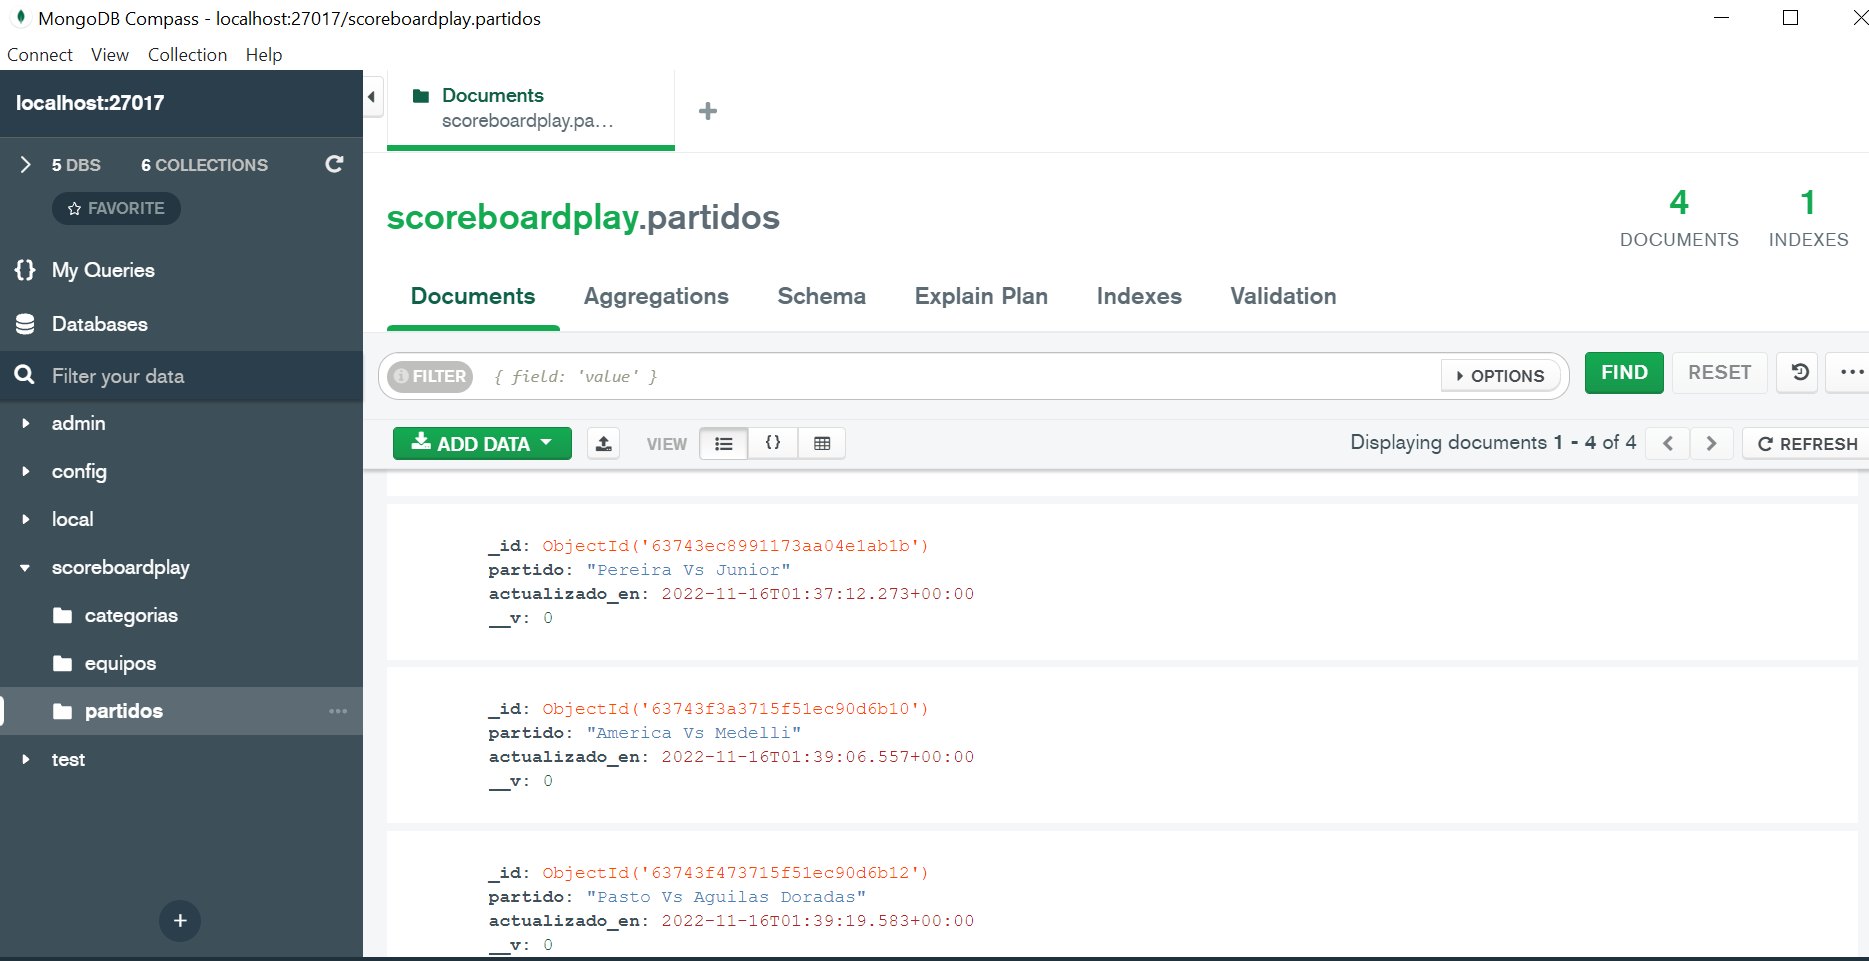 MongoDB Compass - localhost:27017/scoreboardplay.partidos
Connect View Collection Help
localhost:27017
5 DBS 6 COLLECTIONS
FAVORITE
{} My Queries
Databases
Filter your data
admin
config
local
scoreboardplay
categorias
equipos
partidos ...
test
+
Documents
scoreboardplay.pa...
+
scoreboardplay.partidos
4
DOCUMENTS
1
INDEXES
Documents Aggregations Schema Explain Plan Indexes Validation
FILTER { field: 'value' } OPTIONS FIND RESET ...
ADD DATA VIEW {} Displaying documents 1 - 4 of 4 < > REFRESH
_id: ObjectId('63743ec8991173aa04e1ab1b')
partido: "Pereira Vs Junior"
actualizado_en: 2022-11-16T01:37:12.273+00:00
__v: 0
_id: ObjectId('63743f3a3715f51ec90d6b10')
partido: "America Vs Medelli"
actualizado_en: 2022-11-16T01:39:06.557+00:00
__v: 0
_id: ObjectId('63743f473715f51ec90d6b12')
partido: "Pasto Vs Aguilas Doradas"
actualizado_en: 2022-11-16T01:39:19.583+00:00
__v: 0